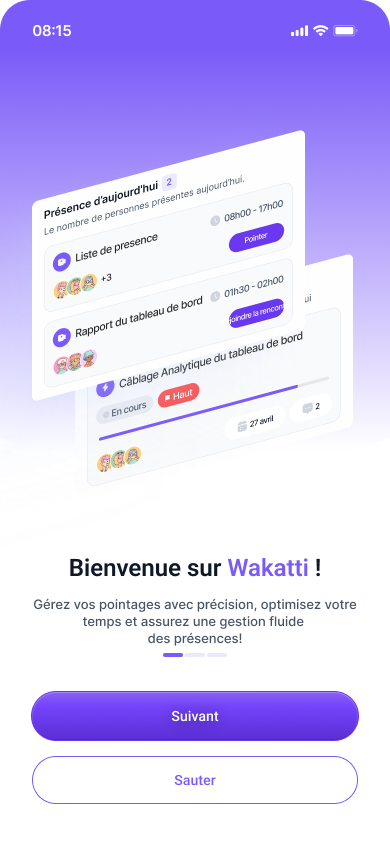 08:15
Présence d'aujourd'hui 2
Le nombre de personnes présentes aujourd'hui.
Liste de presence
08h00 - 17h00
+3
Pointer
Rapport du tableau de bord
01h30 - 02h00
joindre la rencont
ui
Câblage Analytique du tableau de bord
En cours
Haut
27 avril
2
Bienvenue sur Wakatti !
Gérez vos pointages avec précision, optimisez votre
temps et assurez une gestion fluide
des présences!
Suivant
Sauter